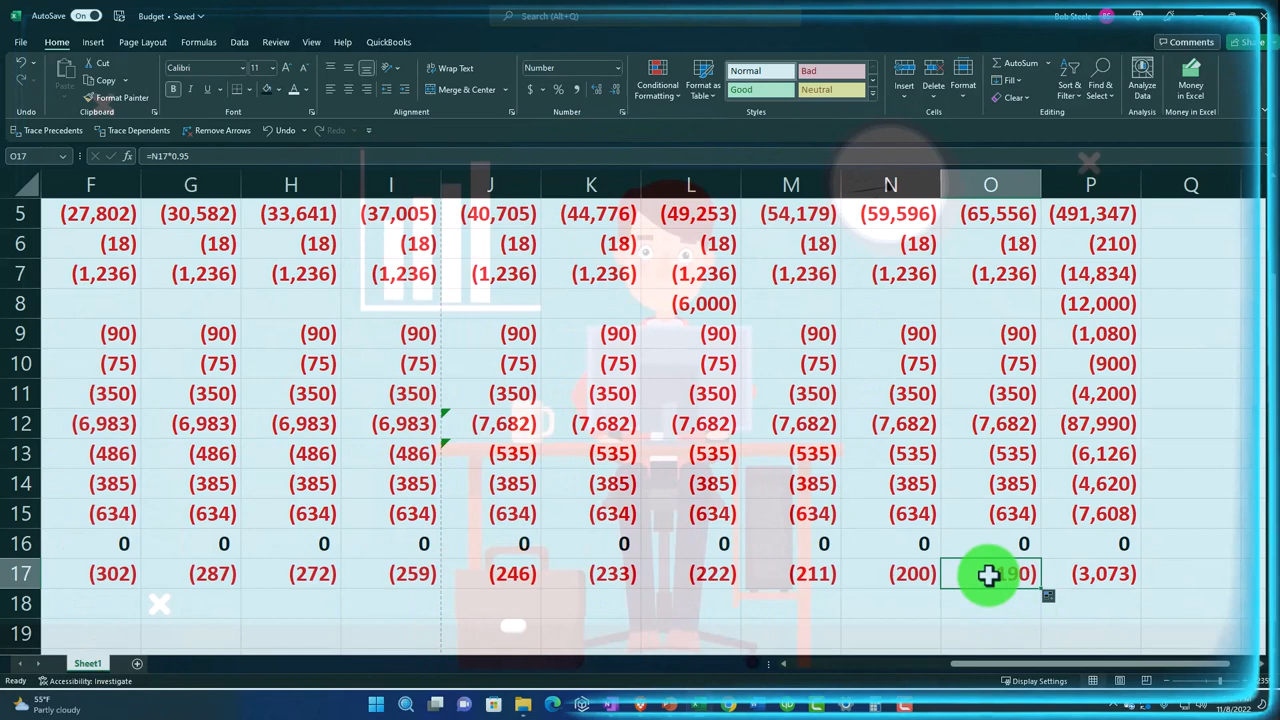 AutoSave On Budget - Saved Search (Alt+Q) Bob Steele BS
File Home Insert Page Layout Formulas Data Review View Help QuickBooks Comments Share
Cut Calibri 11 Wrap Text Number Normal Bad AutoSum
Copy Fill
Paste Format Painter B I U Merge & Center $ % Conditional Formatting Format as Table Good Neutral Insert Delete Format Clear Sort & Filter Find & Select Analyze Data Money in Excel
Undo Clipboard Font Alignment Number Styles Cells Editing Analysis Money in Excel
Trace Precedents Trace Dependents Remove Arrows Undo Redo
O17 fx =N17*0.95
F G H I J K L M N O P Q
5 (27,802) (30,582) (33,641) (37,005) (40,705) (44,776) (49,253) (54,179) (59,596) (65,556) (491,347)
6 (18) (18) (18) (18) (18) (18) (18) (18) (18) (18) (210)
7 (1,236) (1,236) (1,236) (1,236) (1,236) (1,236) (1,236) (1,236) (1,236) (1,236) (14,834)
8 (6,000) (12,000)
9 (90) (90) (90) (90) (90) (90) (90) (90) (90) (90) (1,080)
10 (75) (75) (75) (75) (75) (75) (75) (75) (75) (75) (900)
11 (350) (350) (350) (350) (350) (350) (350) (350) (350) (350) (4,200)
12 (6,983) (6,983) (6,983) (6,983) (7,682) (7,682) (7,682) (7,682) (7,682) (7,682) (87,990)
13 (486) (486) (486) (486) (535) (535) (535) (535) (535) (535) (6,126)
14 (385) (385) (385) (385) (385) (385) (385) (385) (385) (385) (4,620)
15 (634) (634) (634) (634) (634) (634) (634) (634) (634) (634) (7,608)
16 0 0 0 0 0 0 0 0 0 0 0
17 (302) (287) (272) (259) (246) (233) (222) (211) (200) 190) (3,073)
18
19
Sheet1
Ready Accessibility: Investigate Display Settings
55°F
Partly cloudy 11/8/2022